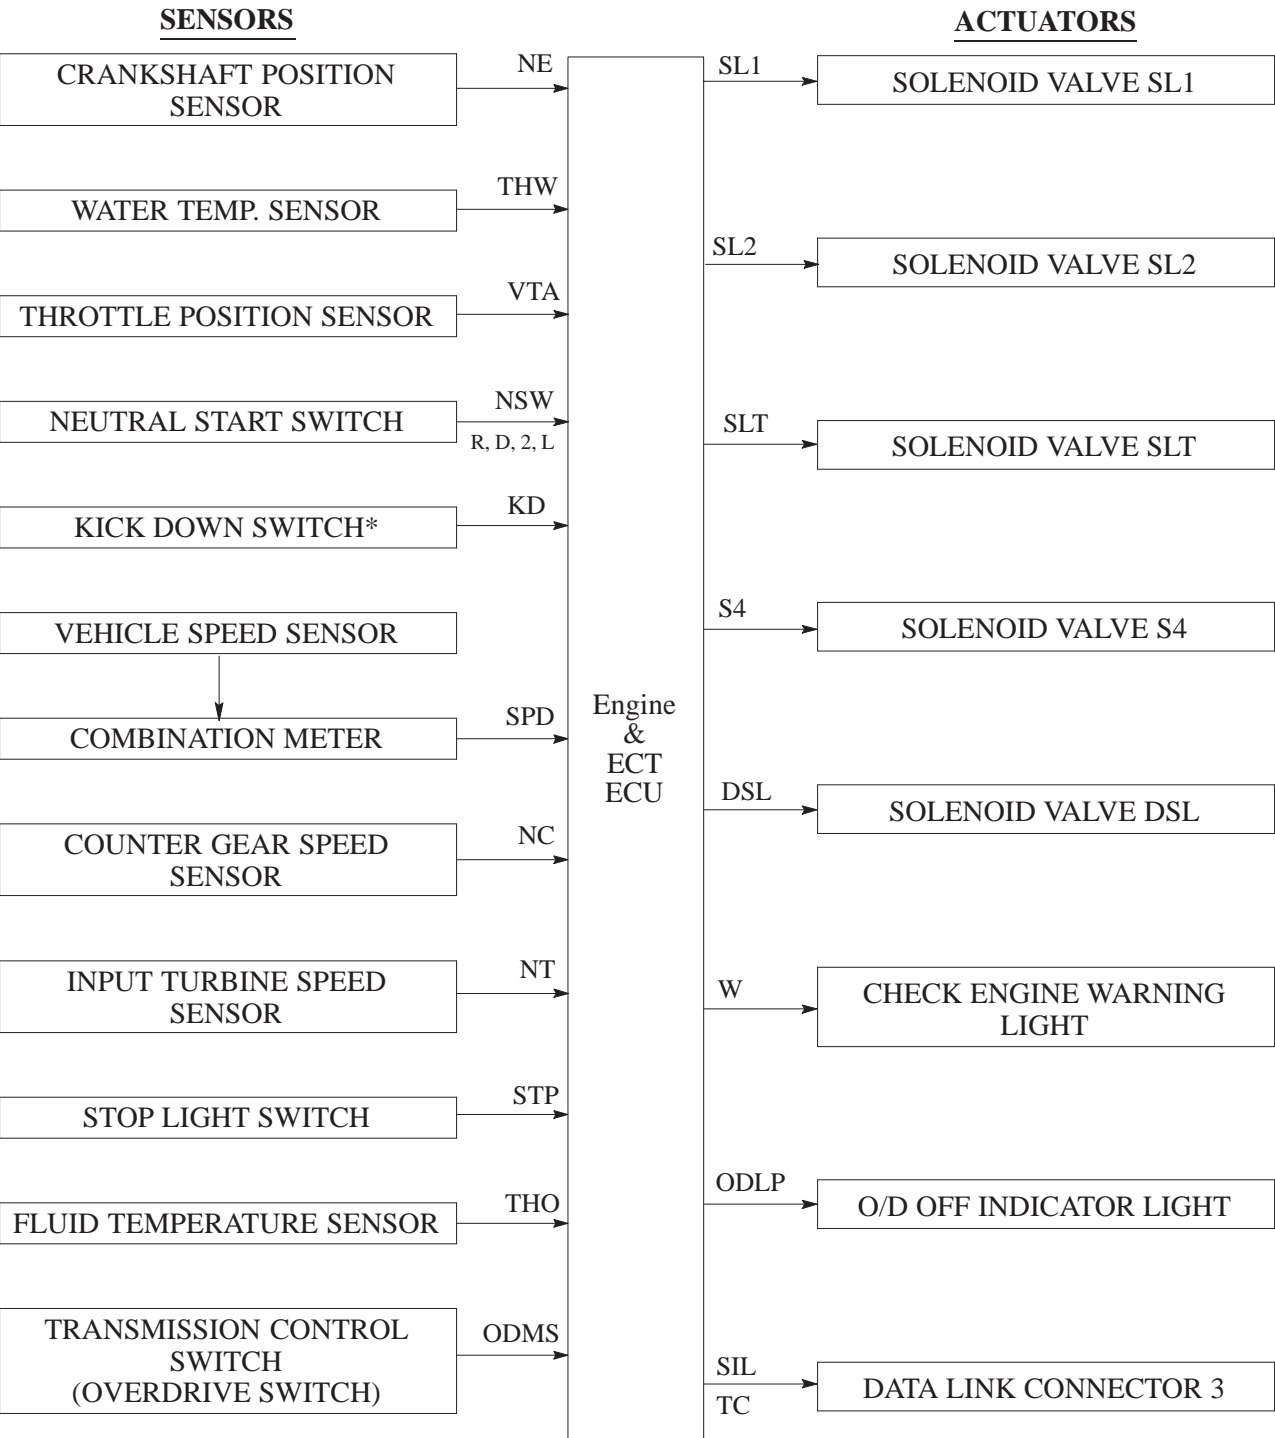 SENSORS
CRANKSHAFT POSITION
SENSOR
NE
WATER TEMP. SENSOR
THW
THROTTLE POSITION SENSOR
VTA
NEUTRAL START SWITCH
NSW
R, D, 2, L
KICK DOWN SWITCH*
KD
VEHICLE SPEED SENSOR
COMBINATION METER
SPD
COUNTER GEAR SPEED
SENSOR
NC
INPUT TURBINE SPEED
SENSOR
NT
STOP LIGHT SWITCH
STP
FLUID TEMPERATURE SENSOR
THO
TRANSMISSION CONTROL
SWITCH
(OVERDRIVE SWITCH)
ODMS
Engine
&
ECT
ECU
ACTUATORS
SL1
SOLENOID VALVE SL1
SL2
SOLENOID VALVE SL2
SLT
SOLENOID VALVE SLT
S4
SOLENOID VALVE S4
DSL
SOLENOID VALVE DSL
W
CHECK ENGINE WARNING
LIGHT
ODLP
O/D OFF INDICATOR LIGHT
SIL
TC
DATA LINK CONNECTOR 3